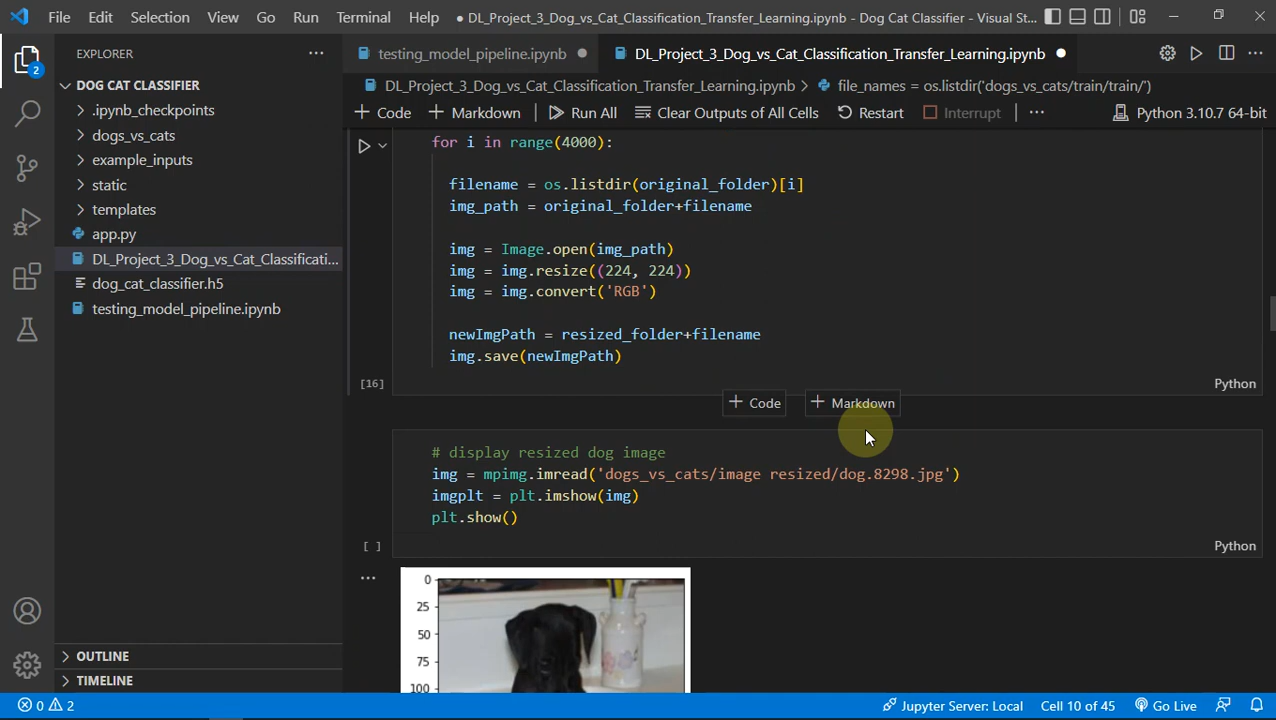 File Edit Selection View Go Run Terminal Help ● DL_Project_3_Dog_vs_Cat_Classification_Transfer_Learning.ipynb - Dog Cat Classifier - Visual St...
EXPLORER ···
testing_model_pipeline.ipynb
DL_Project_3_Dog_vs_Cat_Classification_Transfer_Learning.ipynb
DL_Project_3_Dog_vs_Cat_Classification_Transfer_Learning.ipynb > file_names = os.listdir('dogs_vs_cats/train/train/')
+ Code + Markdown Run All Clear Outputs of All Cells Restart Interrupt ··· Python 3.10.7 64-bit
2
DOG CAT CLASSIFIER
.ipynb_checkpoints
dogs_vs_cats
example_inputs
static
templates
app.py
DL_Project_3_Dog_vs_Cat_Classificati...
dog_cat_classifier.h5
testing_model_pipeline.ipynb
OUTLINE
TIMELINE
for i in range(4000):
filename = os.listdir(original_folder)[i]
img_path = original_folder+filename
img = Image.open(img_path)
img = img.resize((224, 224))
img = img.convert('RGB')
newImgPath = resized_folder+filename
img.save(newImgPath)
[16] Python
+ Code + Markdown
# display resized dog image
img = mpimg.imread('dogs_vs_cats/image resized/dog.8298.jpg')
imgplt = plt.imshow(img)
plt.show()
[ ] Python
···
0
25
50
75
100
0 2 Jupyter Server: Local Cell 10 of 45 Go Live